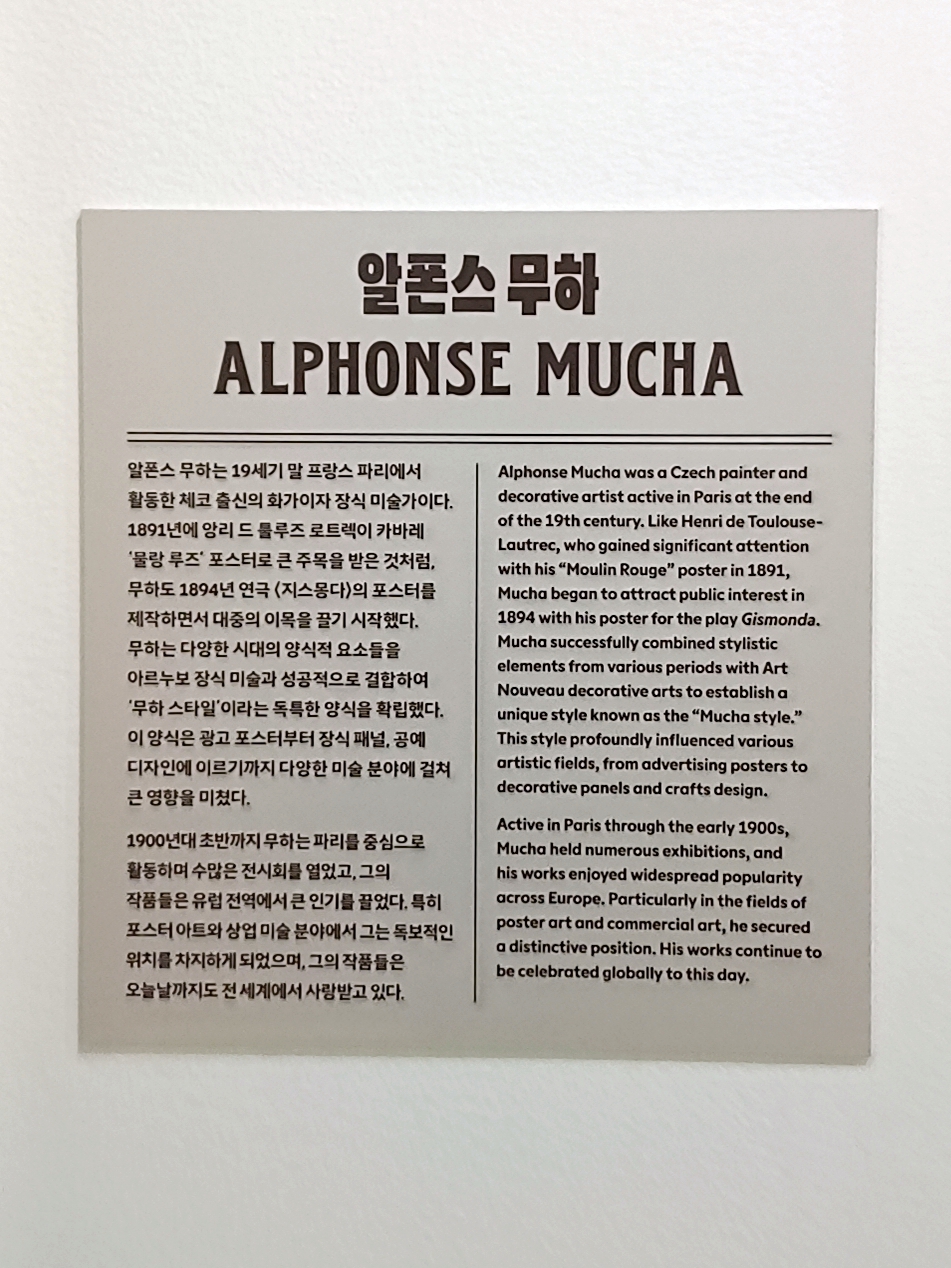 알폰스 무하
ALPHONSE MUCHA
알폰스 무하는 19세기 말 프랑스 파리에서
활동한 체코 출신의 화가이자 장식 미술가이다.
1891년에 앙리 드 툴루즈 로트렉이 카바레
'물랑 루즈' 포스터로 큰 주목을 받은 것처럼,
무하도 1894년 연극 〈지스몽다〉의 포스터를
제작하면서 대중의 이목을 끌기 시작했다.
무하는 다양한 시대의 양식적 요소들을
아르누보 장식 미술과 성공적으로 결합하여
'무하 스타일'이라는 독특한 양식을 확립했다.
이 양식은 광고 포스터부터 장식 패널, 공예
디자인에 이르기까지 다양한 미술 분야에 걸쳐
큰 영향을 미쳤다.
1900년대 초반까지 무하는 파리를 중심으로
활동하며 수많은 전시회를 열었고, 그의
작품들은 유럽 전역에서 큰 인기를 끌었다. 특히
포스터 아트와 상업 미술 분야에서 그는 독보적인
위치를 차지하게 되었으며, 그의 작품들은
오늘날까지도 전 세계에서 사랑받고 있다.
Alphonse Mucha was a Czech painter and
decorative artist active in Paris at the end
of the 19th century. Like Henri de Toulouse-
Lautrec, who gained significant attention
with his “Moulin Rouge” poster in 1891,
Mucha began to attract public interest in
1894 with his poster for the play Gismonda.
Mucha successfully combined stylistic
elements from various periods with Art
Nouveau decorative arts to establish a
unique style known as the “Mucha style.”
This style profoundly influenced various
artistic fields, from advertising posters to
decorative panels and crafts design.
Active in Paris through the early 1900s,
Mucha held numerous exhibitions, and
his works enjoyed widespread popularity
across Europe. Particularly in the fields of
poster art and commercial art, he secured
a distinctive position. His works continue to
be celebrated globally to this day.